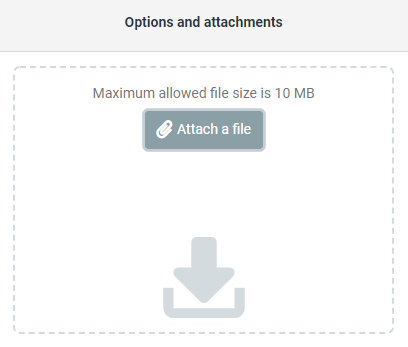 Options and attachments
Maximum allowed file size is 10 MB
Attach a file